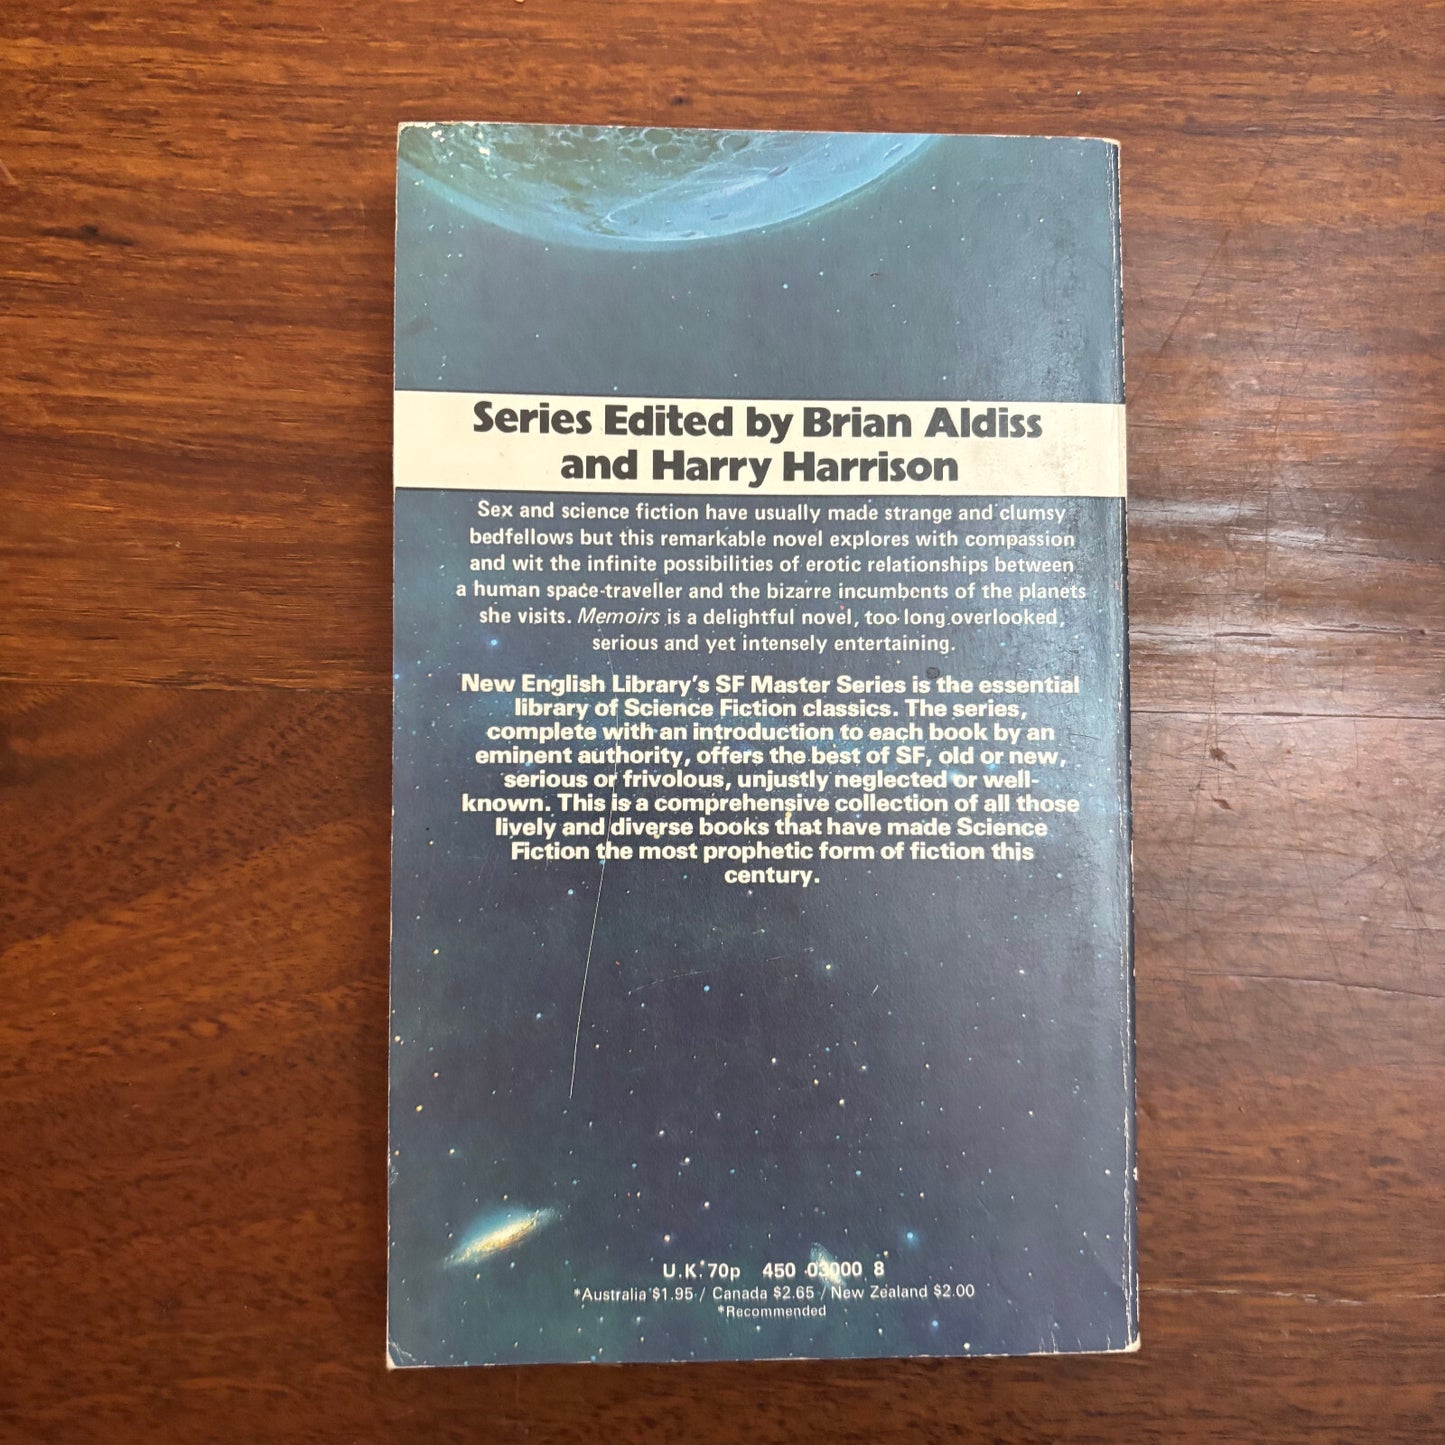 Series Edited by Brian Aldiss
and Harry Harrison
Sex and science fiction have usually made strange and clumsy
bedfellows but this remarkable novel explores with compassion
and wit the infinite possibilities of erotic relationships between
a human space-traveller and the bizarre incumbents of the planets
she visits. Memoirs is a delightful novel, too long overlooked,
serious and yet intensely entertaining.
New English Library's SF Master Series is the essential
library of Science Fiction classics. The series,
complete with an introduction to each book by an
eminent authority, offers the best of SF, old or new,
serious or frivolous, unjustly neglected or well-
known. This is a comprehensive collection of all those
lively and diverse books that have made Science
Fiction the most prophetic form of fiction this
century.
U.K. 70p 450 03000 8
*Australia $1.95 / Canada $2.65 / New Zealand $2.00
*Recommended